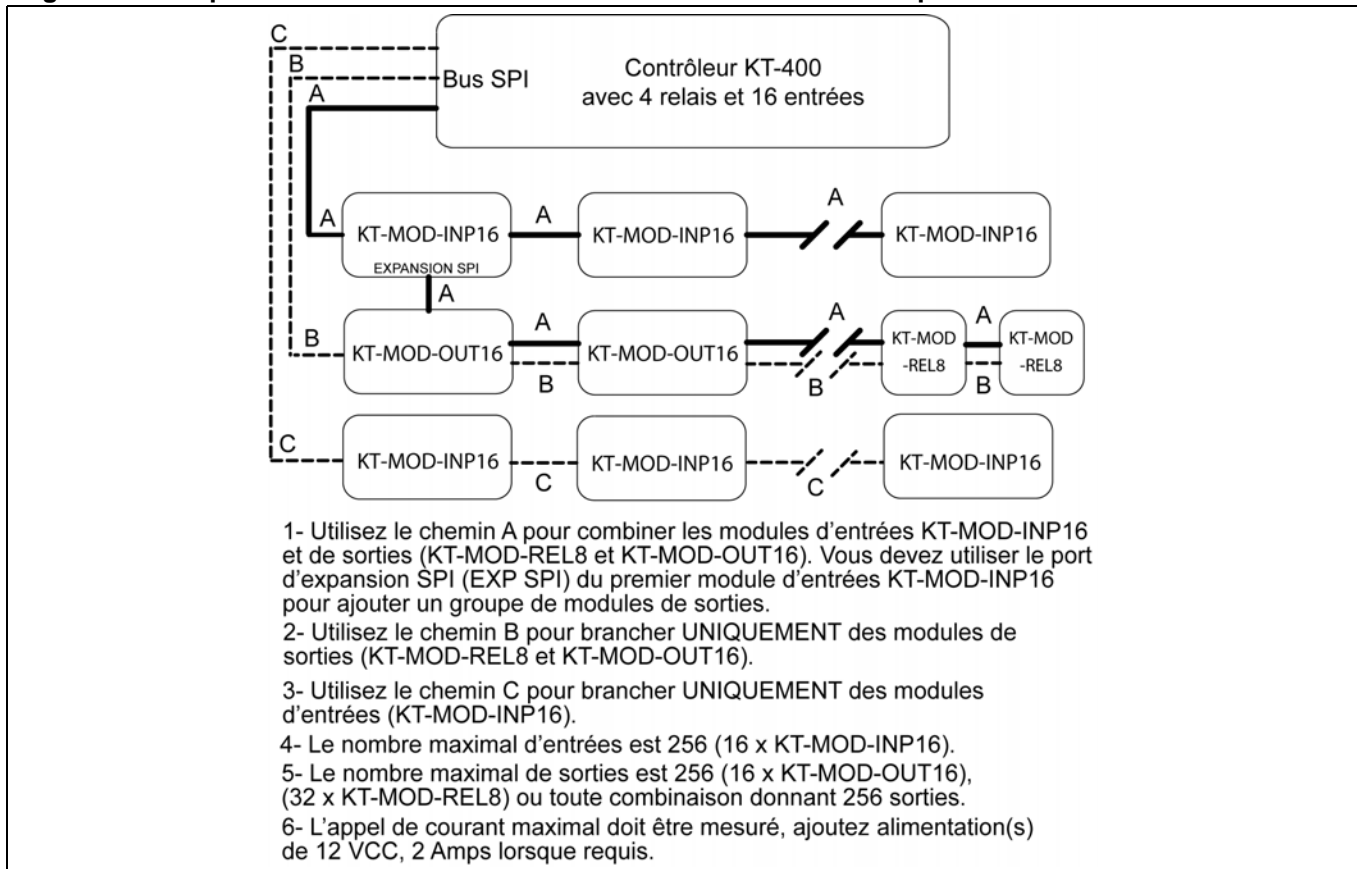 C
B
A
Bus SPI
Contrôleur KT-400
avec 4 relais et 16 entrées
A
KT-MOD-INP16
A
KT-MOD-INP16
A
KT-MOD-INP16
EXPANSION SPI
A
B
KT-MOD-OUT16
A
B
KT-MOD-OUT16
A
B
KT-MOD
-REL8
A
B
KT-MOD
-REL8
C
KT-MOD-INP16
C
KT-MOD-INP16
C
KT-MOD-INP16
1- Utilisez le chemin A pour combiner les modules d'entrées KT-MOD-INP16
et de sorties (KT-MOD-REL8 et KT-MOD-OUT16). Vous devez utiliser le port
d'expansion SPI (EXP SPI) du premier module d'entrées KT-MOD-INP16
pour ajouter un groupe de modules de sorties.
2- Utilisez le chemin B pour brancher UNIQUEMENT des modules de
sorties (KT-MOD-REL8 et KT-MOD-OUT16).
3- Utilisez le chemin C pour brancher UNIQUEMENT des modules
d'entrées (KT-MOD-INP16).
4- Le nombre maximal d'entrées est 256 (16 x KT-MOD-INP16).
5- Le nombre maximal de sorties est 256 (16 x KT-MOD-OUT16),
(32 x KT-MOD-REL8) ou toute combinaison donnant 256 sorties.
6- L'appel de courant maximal doit être mesuré, ajoutez alimentation(s)
de 12 VCC, 2 Amps lorsque requis.